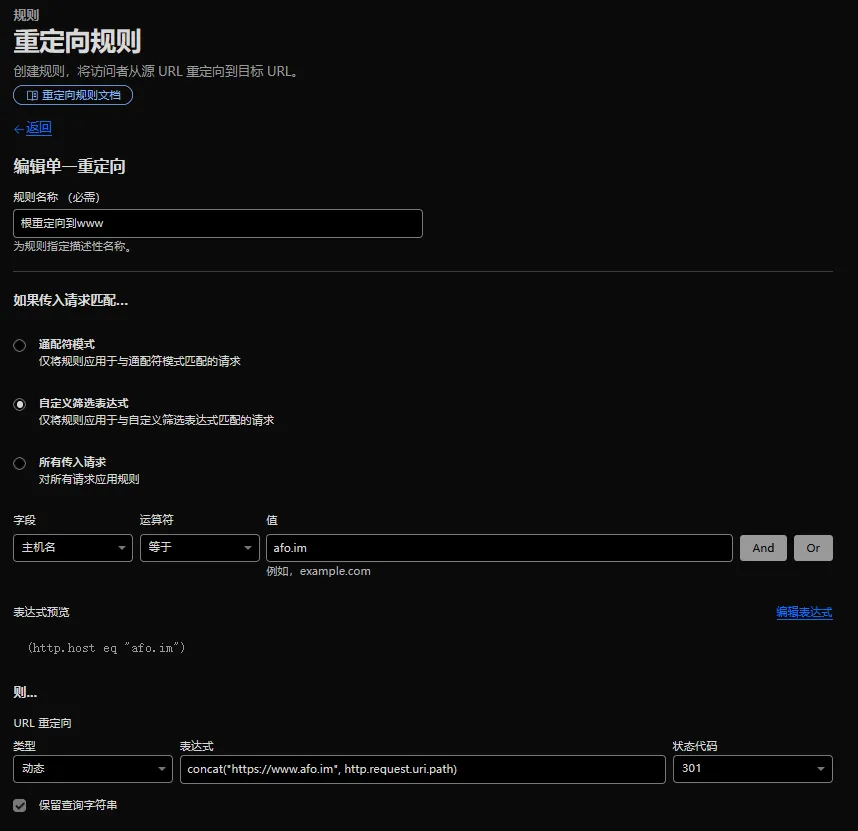 规则
重定向规则
创建规则，将访问者从源 URL 重定向到目标 URL。
重定向规则文档
←返回
编辑单一重定向
规则名称 （必需）
根重定向到www
为规则指定描述性名称。
如果传入请求匹配...
通配符模式
仅将规则应用于与通配符模式匹配的请求
自定义筛选表达式
仅将规则应用于与自定义筛选表达式匹配的请求
所有传入请求
对所有请求应用规则
字段 运算符 值
主机名 等于 afo.im And Or
例如，example.com
表达式预览 编辑表达式
(http.host eq "afo.im")
则...
URL 重定向
类型 表达式 状态代码
动态 concat("https://www.afo.im", http.request.uri.path) 301
保留查询字符串